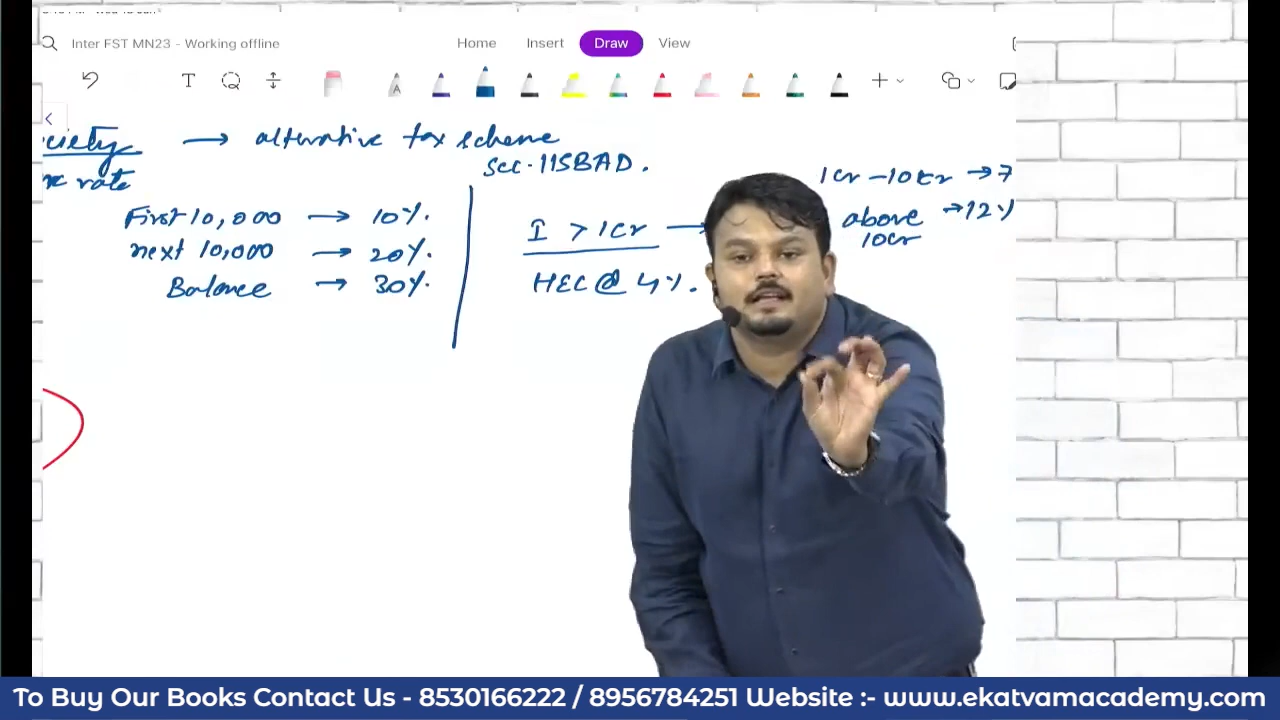 Inter FST MN23 - Working offline
Home Insert Draw View
T
A
ciety → alternative tax scheme
Sec. 115BAD.
rate
First 10,000 → 10%.
next 10,000 → 20%.
Balance → 30%.
I > 1Cr →
HEC @ 4%.
1Cr - 10Cr → 7
above 10Cr → 12%
To Buy Our Books Contact Us - 8530166222 / 8956784251 Website :- www.ekatvamacademy.com